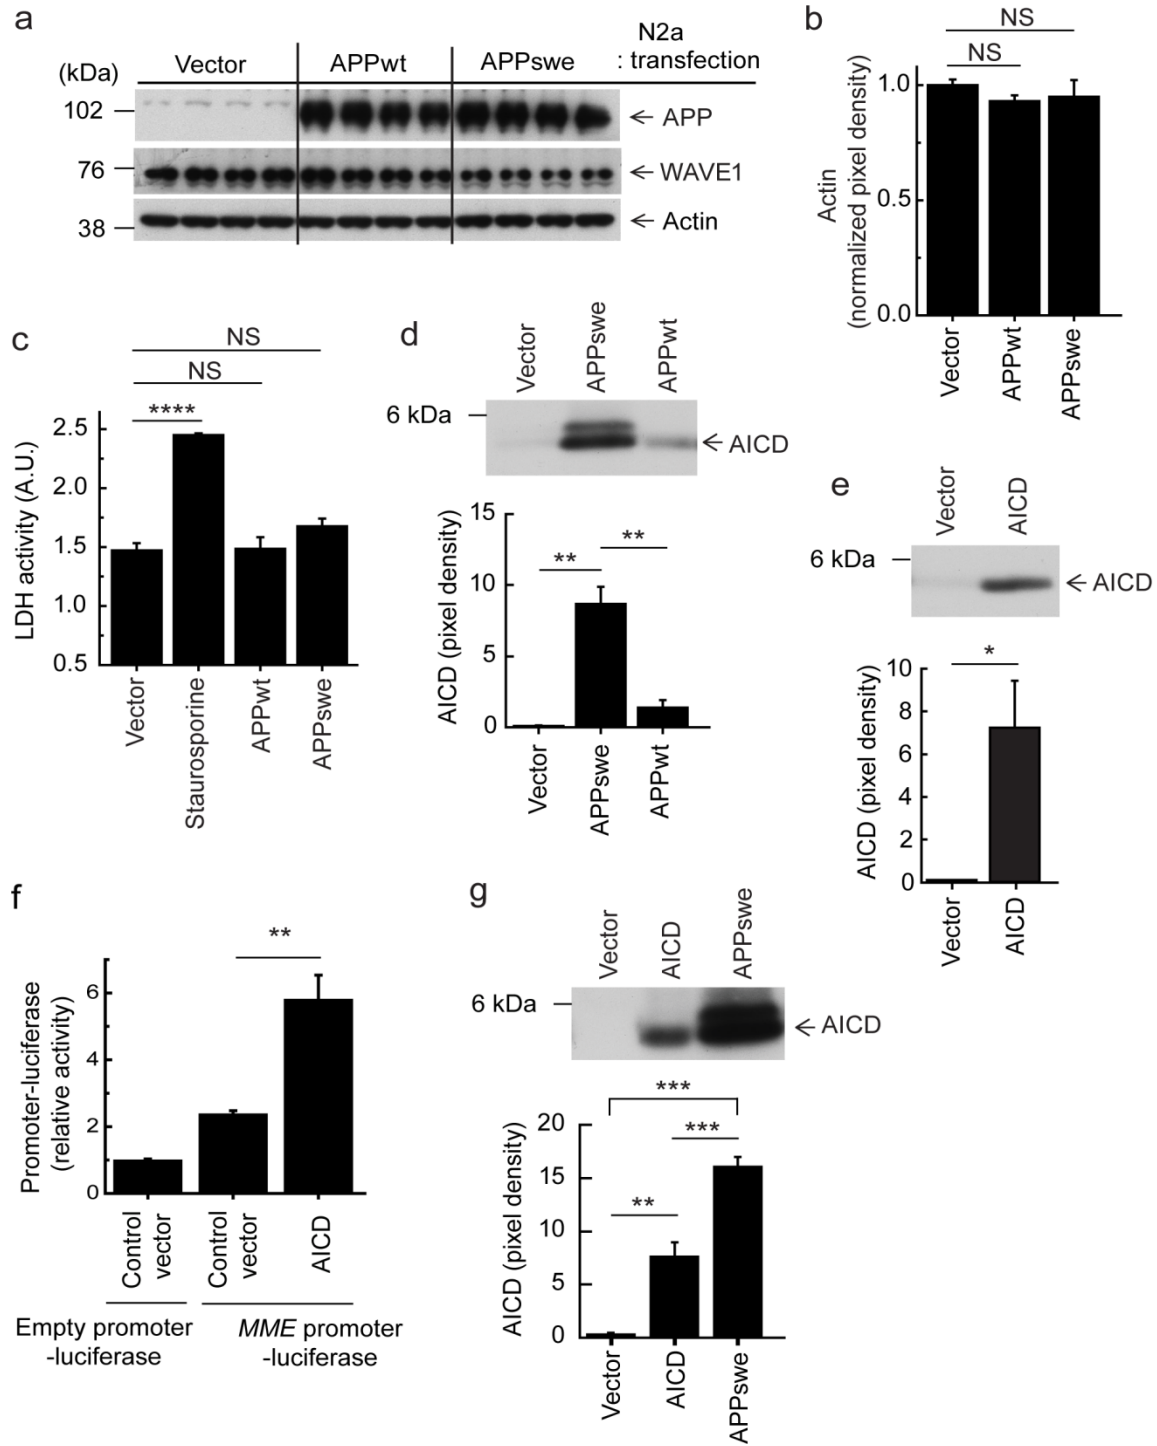 a
N2a
: transfection
(kDa)
Vector
APPwt
APPswe
102
← APP
76
← WAVE1
38
← Actin
b
NS
NS
Actin
(normalized pixel density)
1.0
0.5
0.0
Vector
APPwt
APPswe
c
NS
NS
****
LDH activity (A.U.)
2.5
2.0
1.5
1.0
0.5
Vector
Staurosporine
APPwt
APPswe
d
Vector
APPswe
APPwt
6 kDa
← AICD
AICD (pixel density)
15
10
5
0
**
**
Vector
APPswe
APPwt
e
Vector
AICD
6 kDa
← AICD
*
AICD (pixel density)
10
8
6
4
2
0
Vector
AICD
f
**
Promoter-luciferase
(relative activity)
6
4
2
0
Control
vector
Control
vector
AICD
Empty promoter
-luciferase
MME promoter
-luciferase
g
Vector
AICD
APPswe
6 kDa
← AICD
***
***
**
AICD (pixel density)
20
15
10
5
0
Vector
AICD
APPswe